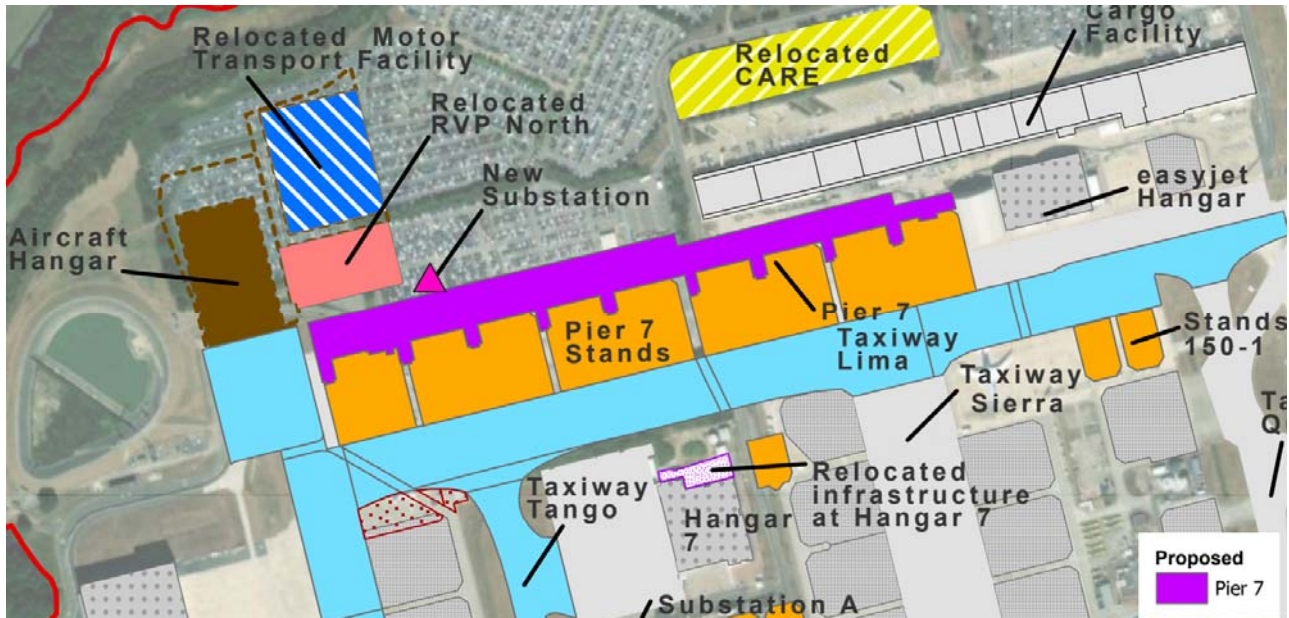 Cargo
Facility
Relocated Motor
Transport Facility
Relocated
CARE
Relocated
RVP North
New
Substation
easyjet
Hangar
Aircraft
Hangar
Pier 7
Stands
Pier 7
Taxiway
Lima
Stands
150-1
Taxiway
Sierra
Taxiway
Tango
Relocated
infrastructure
at Hangar 7
Hangar
7
Substation A
Proposed
Pier 7